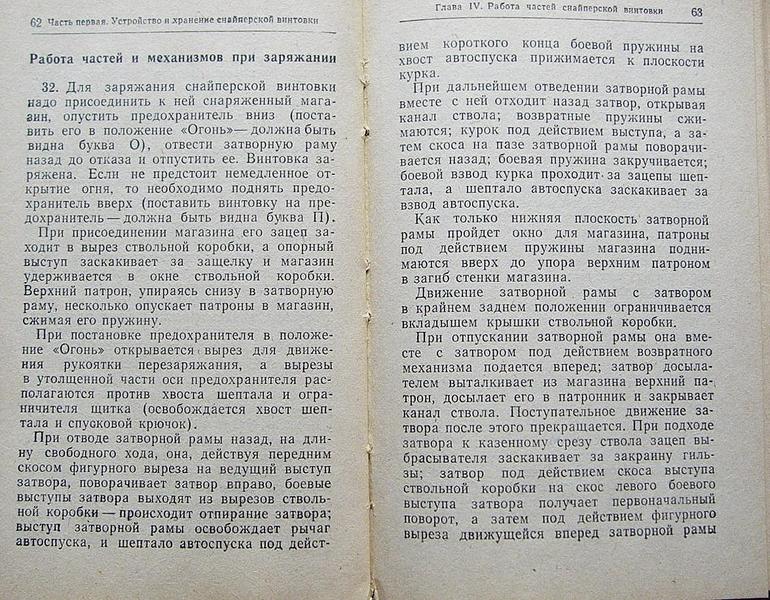 62 Часть первая. Устройство и хранение снайперской винтовки
Работа частей и механизмов при заряжании
32. Для заряжания снайперской винтовки
надо присоединить к ней снаряженный мага-
зин, опустить предохранитель вниз (поста-
вить его в положение «Огонь»— должна быть
видна буква О), отвести затворную раму
назад до отказа и отпустить ее. Винтовка за-
ряжена. Если не предстоит немедленное от-
крытие огня, то необходимо поднять предо-
хранитель вверх (поставить винтовку на пре-
дохранитель — должна быть видна буква П).
При присоединении магазина его зацеп за-
ходит в вырез ствольной коробки, а опорный
выступ заскакивает за защелку и магазин
удерживается в окне ствольной коробки.
Верхний патрон, упираясь снизу в затворную
раму, несколько опускает патроны в магазин,
сжимая его пружину.
При постановке предохранителя в положе-
ние «Огонь» открывается вырез для движе-
ния рукоятки перезаряжания, а вырезы
в утолщенной части оси предохранителя рас-
полагаются против хвоста шептала и огра-
ничителя щитка (освобождается хвост шеп-
тала и спусковой крючок).
При отводе затворной рамы назад, на дли-
ну свободного хода, она, действуя передним
скосом фигурного выреза на ведущий выступ
затвора, поворачивает затвор вправо, боевые
выступы затвора выходят из вырезов стволь-
ной коробки — происходит отпирание затвора;
выступ затворной рамы освобождает рычаг
автоспуска, и шептало автоспуска под дейст-
Глава IV. Работа частей снайперской винтовки 63
вием короткого конца боевой пружины на
хвост автоспуска прижимается к плоскости
курка.
При дальнейшем отведении затворной рамы
вместе с ней отходит назад затвор, открывая
канал ствола; возвратные пружины сжи-
маются; курок под действием выступа, а за-
тем скоса на пазе затворной рамы поворачи-
вается назад; боевая пружина закручивается;
боевой взвод курка проходит за зацепы шеп-
тала, а шептало автоспуска заскакивает за
взвод автоспуска.
Как только нижняя плоскость затворной
рамы пройдет окно для магазина, патроны
под действием пружины магазина подни-
маются вверх до упора верхним патроном
в загиб стенки магазина.
Движение затворной рамы с затвором
в крайнем заднем положении ограничивается
вкладышем крышки ствольной коробки.
При отпускании затворной рамы она вме-
сте с затвором под действием возвратного
механизма подается вперед; затвор досыла-
телем выталкивает из магазина верхний па-
трон, досылает его в патронник и закрывает
канал ствола. Поступательное движение за-
твора после этого прекращается. При подходе
затвора к казенному срезу ствола зацеп вы-
брасывателя заскакивает за закраину гиль-
зы; затвор под действием скоса выступа
ствольной коробки на скос левого боевого
выступа затвора получает первоначальный
поворот, а затем под действием фигурного
выреза движущейся вперед затворной рамы